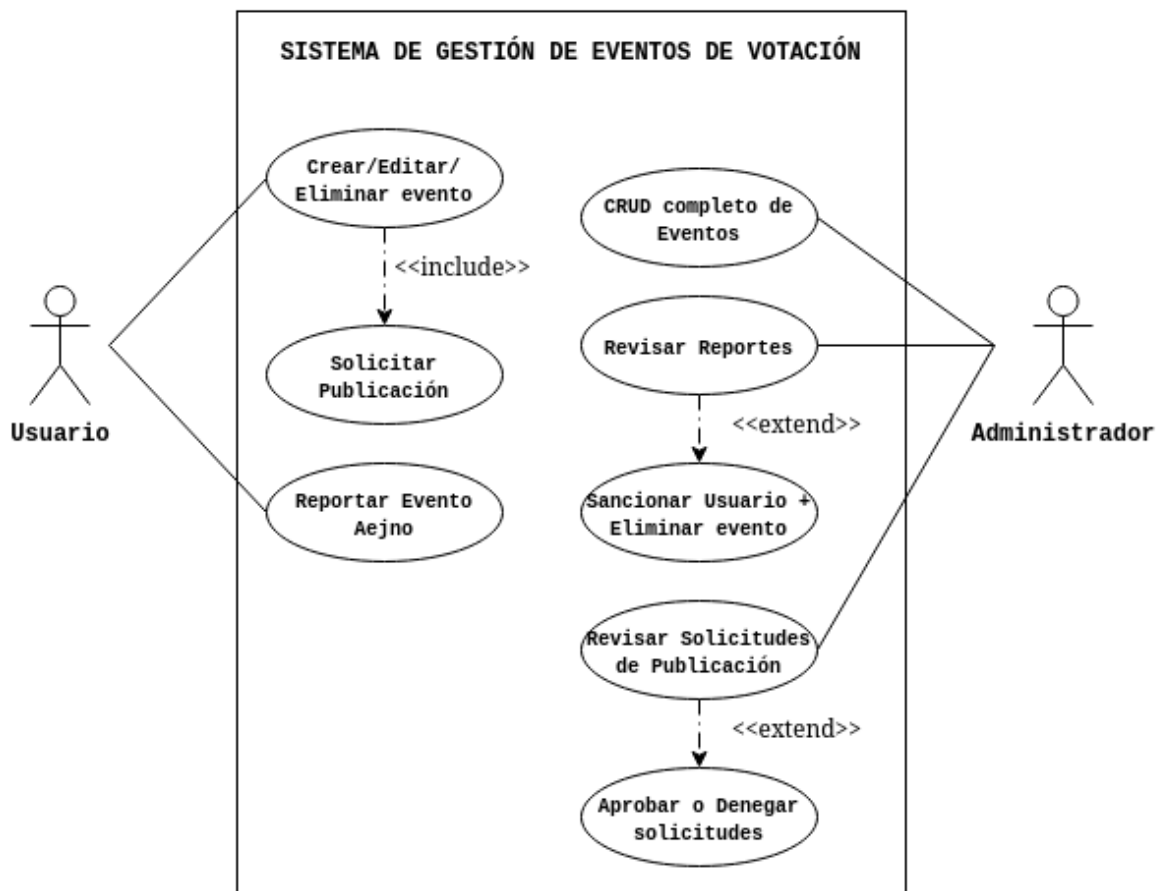 SISTEMA DE GESTIÓN DE EVENTOS DE VOTACIÓN
Crear/Editar/
Eliminar evento
<<include>>
Solicitar
Publicación
Reportar Evento
Aejno
Usuario
CRUD completo de
Eventos
Revisar Reportes
<<extend>>
Sancionar Usuario +
Eliminar evento
Revisar Solicitudes
de Publicación
<<extend>>
Aprobar o Denegar
solicitudes
Administrador